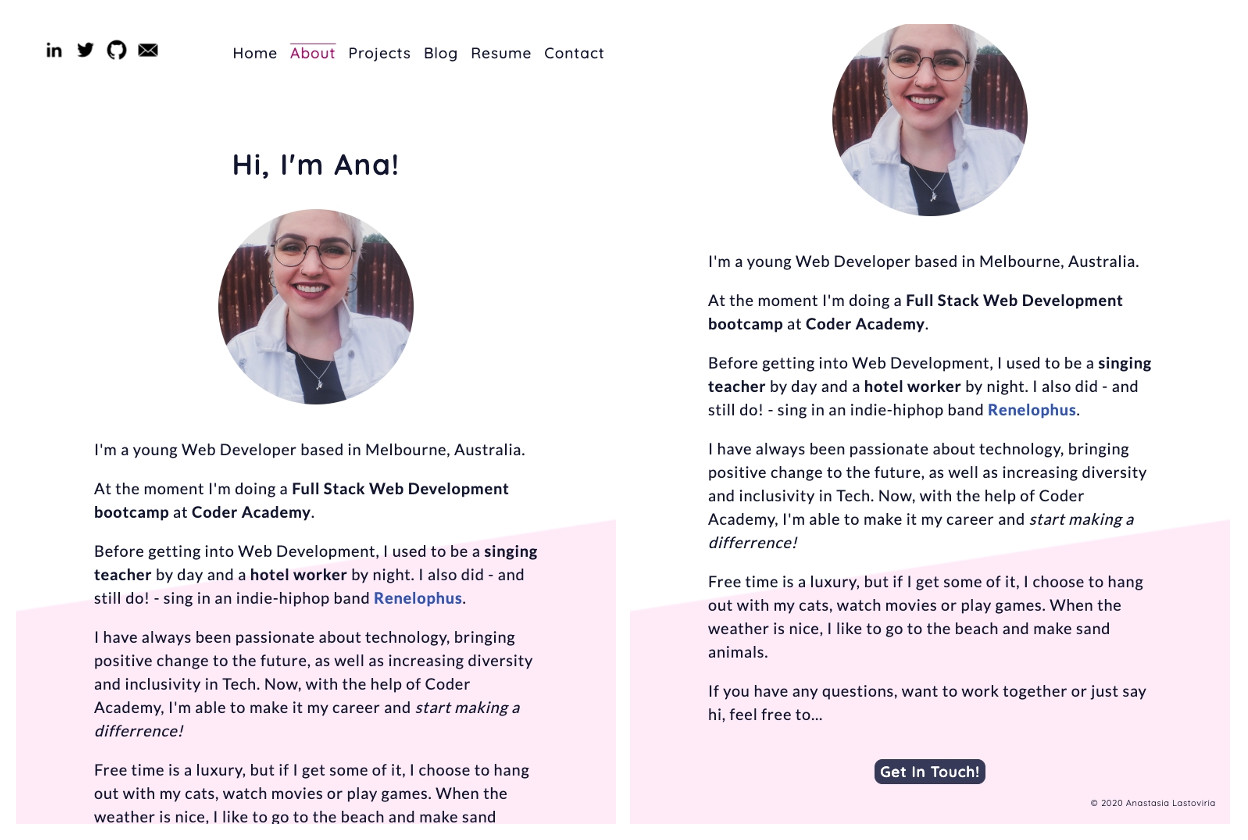 in
Home About Projects Blog Resume Contact
Hi, I'm Ana!
I'm a young Web Developer based in Melbourne, Australia.
At the moment I'm doing a Full Stack Web Development
bootcamp at Coder Academy.
Before getting into Web Development, I used to be a singing
teacher by day and a hotel worker by night. I also did - and
still do! - sing in an indie-hiphop band Renelophus.
I have always been passionate about technology, bringing
positive change to the future, as well as increasing diversity
and inclusivity in Tech. Now, with the help of Coder
Academy, I'm able to make it my career and start making a
differrence!
Free time is a luxury, but if I get some of it, I choose to hang
out with my cats, watch movies or play games. When the
weather is nice, I like to go to the beach and make sand
I'm a young Web Developer based in Melbourne, Australia.
At the moment I'm doing a Full Stack Web Development
bootcamp at Coder Academy.
Before getting into Web Development, I used to be a singing
teacher by day and a hotel worker by night. I also did - and
still do! - sing in an indie-hiphop band Renelophus.
I have always been passionate about technology, bringing
positive change to the future, as well as increasing diversity
and inclusivity in Tech. Now, with the help of Coder
Academy, I'm able to make it my career and start making a
differrence!
Free time is a luxury, but if I get some of it, I choose to hang
out with my cats, watch movies or play games. When the
weather is nice, I like to go to the beach and make sand
animals.
If you have any questions, want to work together or just say
hi, feel free to...
Get In Touch!
© 2020 Anastasia Lastoviria